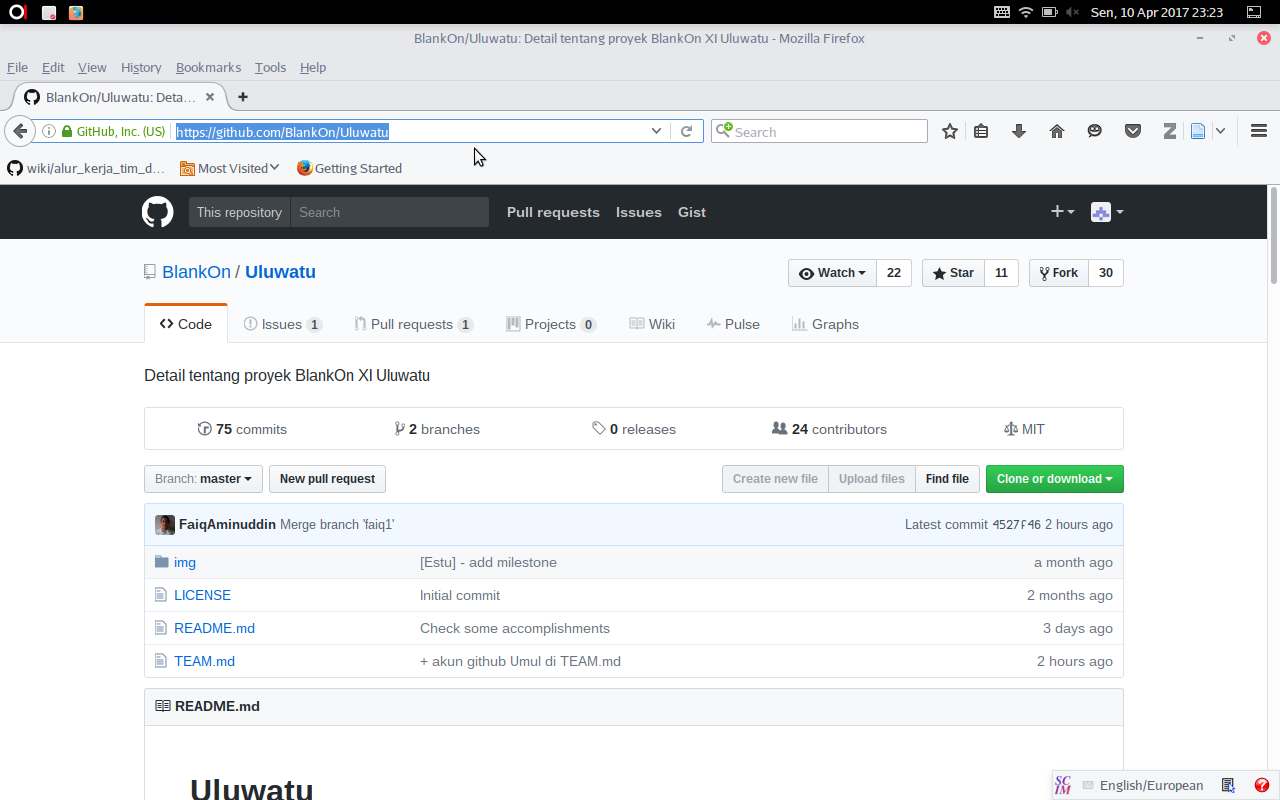 Sen, 10 Apr 2017 23:23
BlankOn/Uluwatu: Detail tentang proyek BlankOn XI Uluwatu - Mozilla Firefox
File Edit View History Bookmarks Tools Help
BlankOn/Uluwatu: Deta...
GitHub, Inc. (US) https://github.com/BlankOn/Uluwatu Search
wiki/alur_kerja_tim_d... Most Visited Getting Started
This repository Search Pull requests Issues Gist
BlankOn / Uluwatu Watch 22 Star 11 Fork 30
Code Issues 1 Pull requests 1 Projects 0 Wiki Pulse Graphs
Detail tentang proyek BlankOn XI Uluwatu
75 commits 2 branches 0 releases 24 contributors MIT
Branch: master New pull request Create new file Upload files Find file Clone or download
FaiqAminuddin Merge branch 'faiq1' Latest commit 4527f46 2 hours ago
img [Estu] - add milestone a month ago
LICENSE Initial commit 2 months ago
README.md Check some accomplishments 3 days ago
TEAM.md + akun github Umul di TEAM.md 2 hours ago
README.md
Uluwatu
SCIM English/European